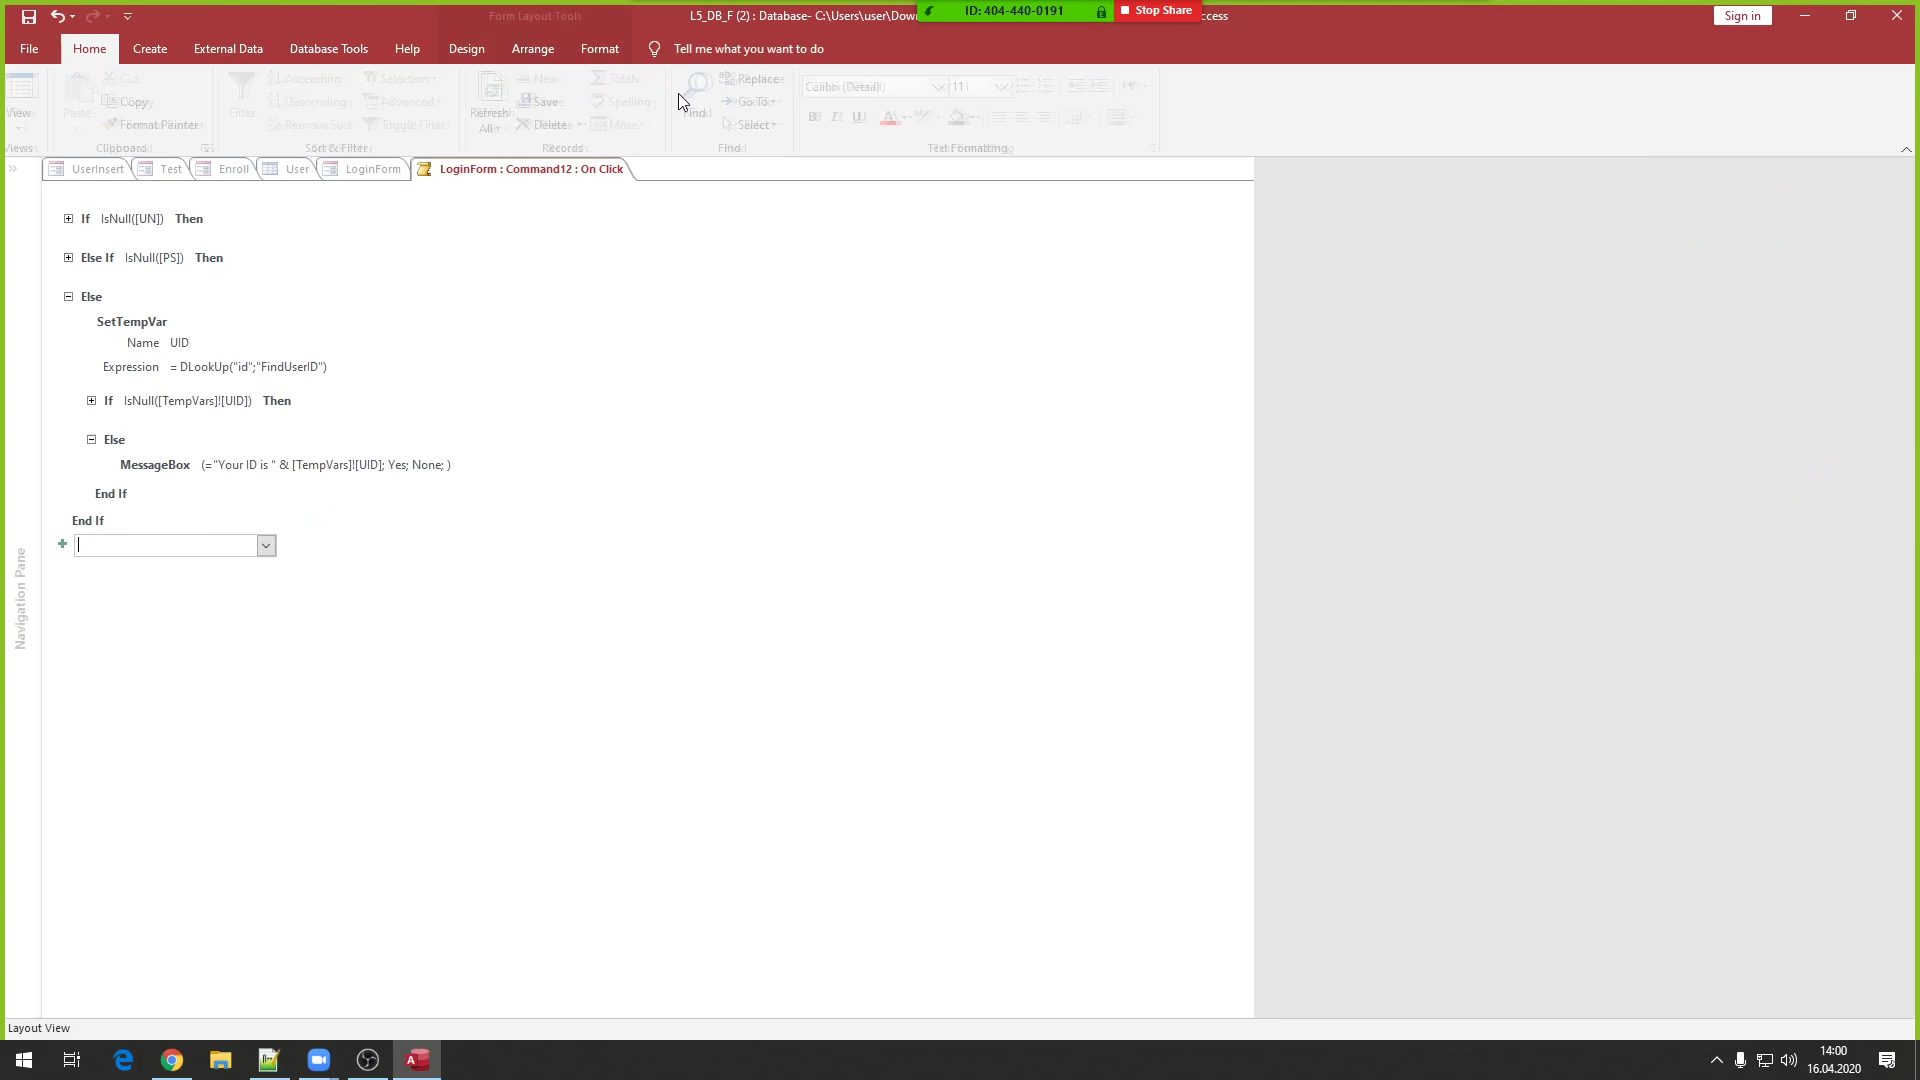 Form Layout Tools
L5_DB_F (2) : Database- C:\Users\user\Dow
ID: 404-440-0191
Stop Share
ccess
Sign in
File Home Create External Data Database Tools Help Design Arrange Format Tell me what you want to do
View
Paste
Cut
Copy
Format Painter
Filter
Ascending
Descending
Remove Sort
Selection
Advanced
Toggle Filter
Refresh
All
New
Save
Delete
Totals
Spelling
More
Find
Replace
Go To
Select
Calibri (Detail)
11
B I U
Views Clipboard Sort & Filter Records Find Text Formatting
UserInsert Test Enroll User LoginForm LoginForm : Command12 : On Click
If IsNull([UN]) Then
Else If IsNull([PS]) Then
Else
SetTempVar
Name UID
Expression = DLookUp("id";"FindUserID")
If IsNull([TempVars]![UID]) Then
Else
MessageBox (="Your ID is " & [TempVars]![UID]; Yes; None; )
End If
End If
Navigation Pane
Layout View
14:00
16.04.2020